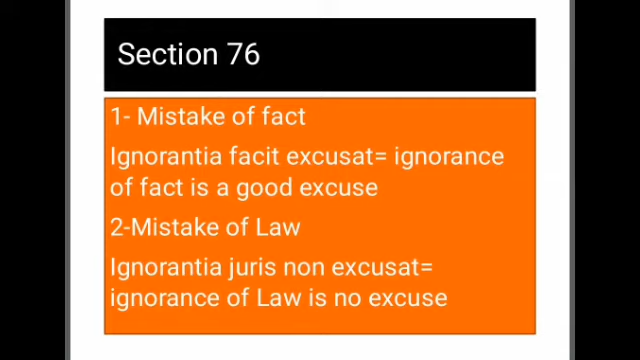 Section 76
1- Mistake of fact
Ignorantia facit excusat= ignorance
of fact is a good excuse
2-Mistake of Law
Ignorantia juris non excusat=
ignorance of Law is no excuse